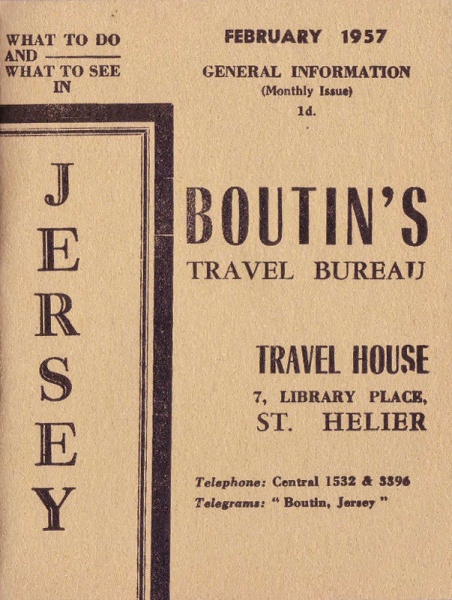 WHAT TO DO
AND
WHAT TO SEE
IN
JERSEY
FEBRUARY 1957
GENERAL INFORMATION
(Monthly Issue)
1d.
BOUTIN'S
TRAVEL BUREAU
TRAVEL HOUSE
7, LIBRARY PLACE,
ST. HELIER
Telephone: Central 1532 & 3396
Telegrams: "Boutin, Jersey"